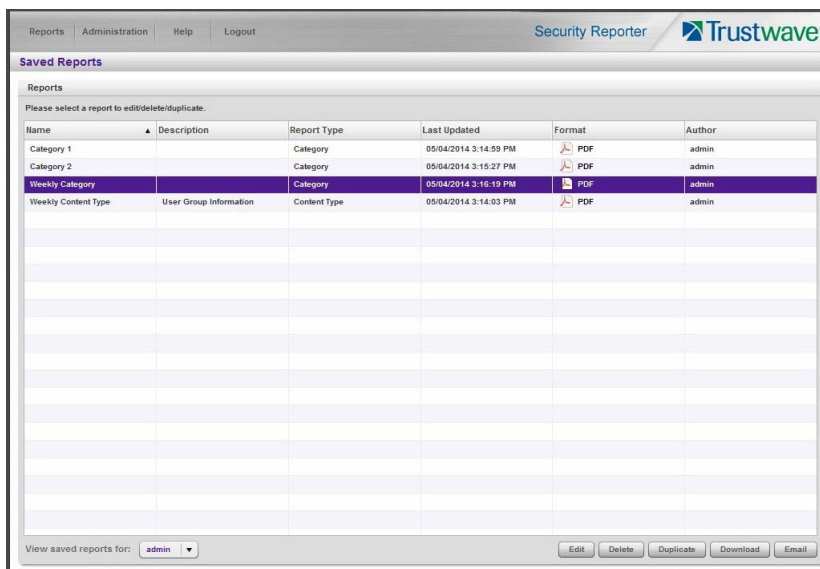 Reports Administration Help Logout Security Reporter Trustwave
Saved Reports
Reports
Please select a report to edit/delete/duplicate.
Name Description Report Type Last Updated Format Author
Category 1 Category 05/04/2014 3:14:59 PM PDF admin
Category 2 Category 05/04/2014 3:15:27 PM PDF admin
Weekly Category Category 05/04/2014 3:16:19 PM PDF admin
Weekly Content Type User Group Information Content Type 05/04/2014 3:14:03 PM PDF admin
View saved reports for: admin Edit Delete Duplicate Download Email